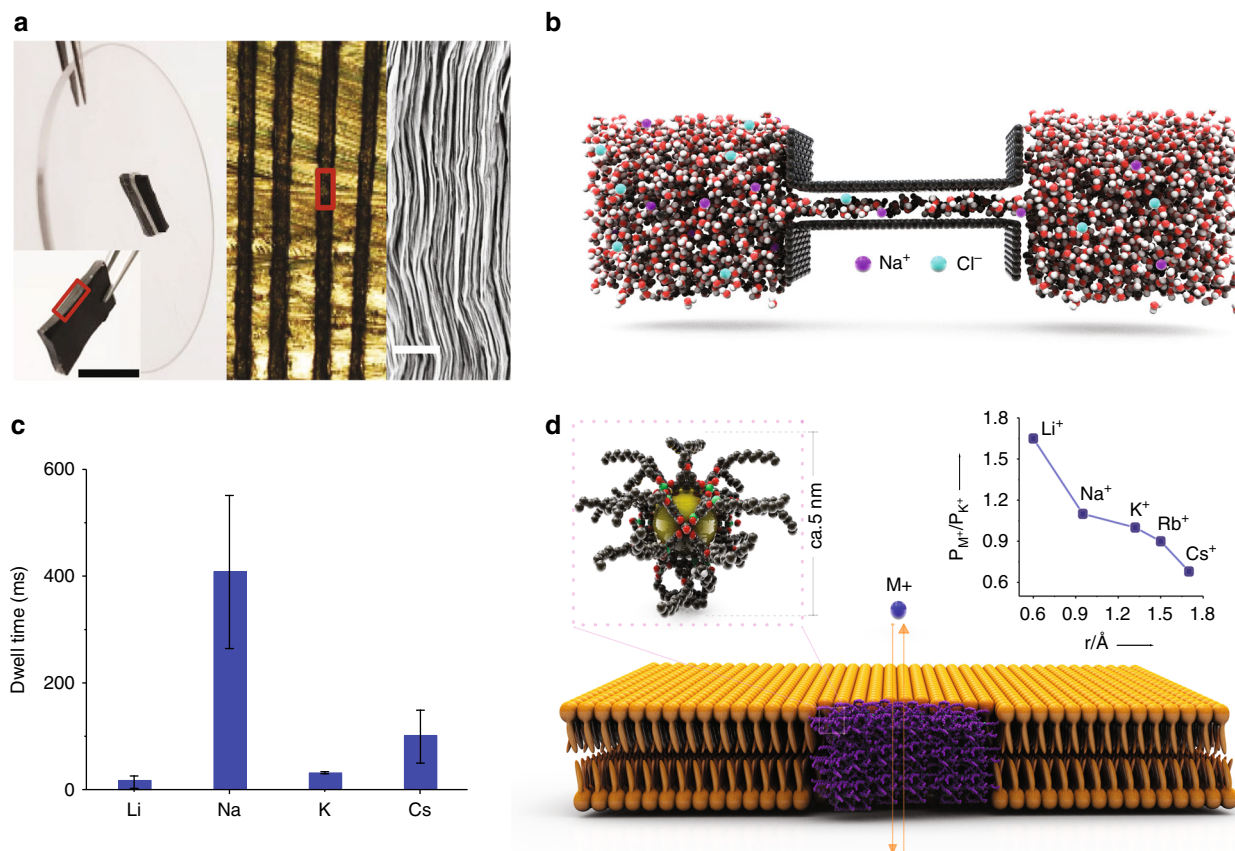 a
b
Na⁺
Cl⁻
c
600
400
200
0
Dwell time (ms)
Li
Na
K
Cs
d
ca.5 nm
M+
1.8
1.5
1.2
0.9
0.6
P_M⁺/P_K⁺
Li⁺
Na⁺
K⁺
Rb⁺
Cs⁺
0.6
0.9
1.2
1.5
1.8
r/Å